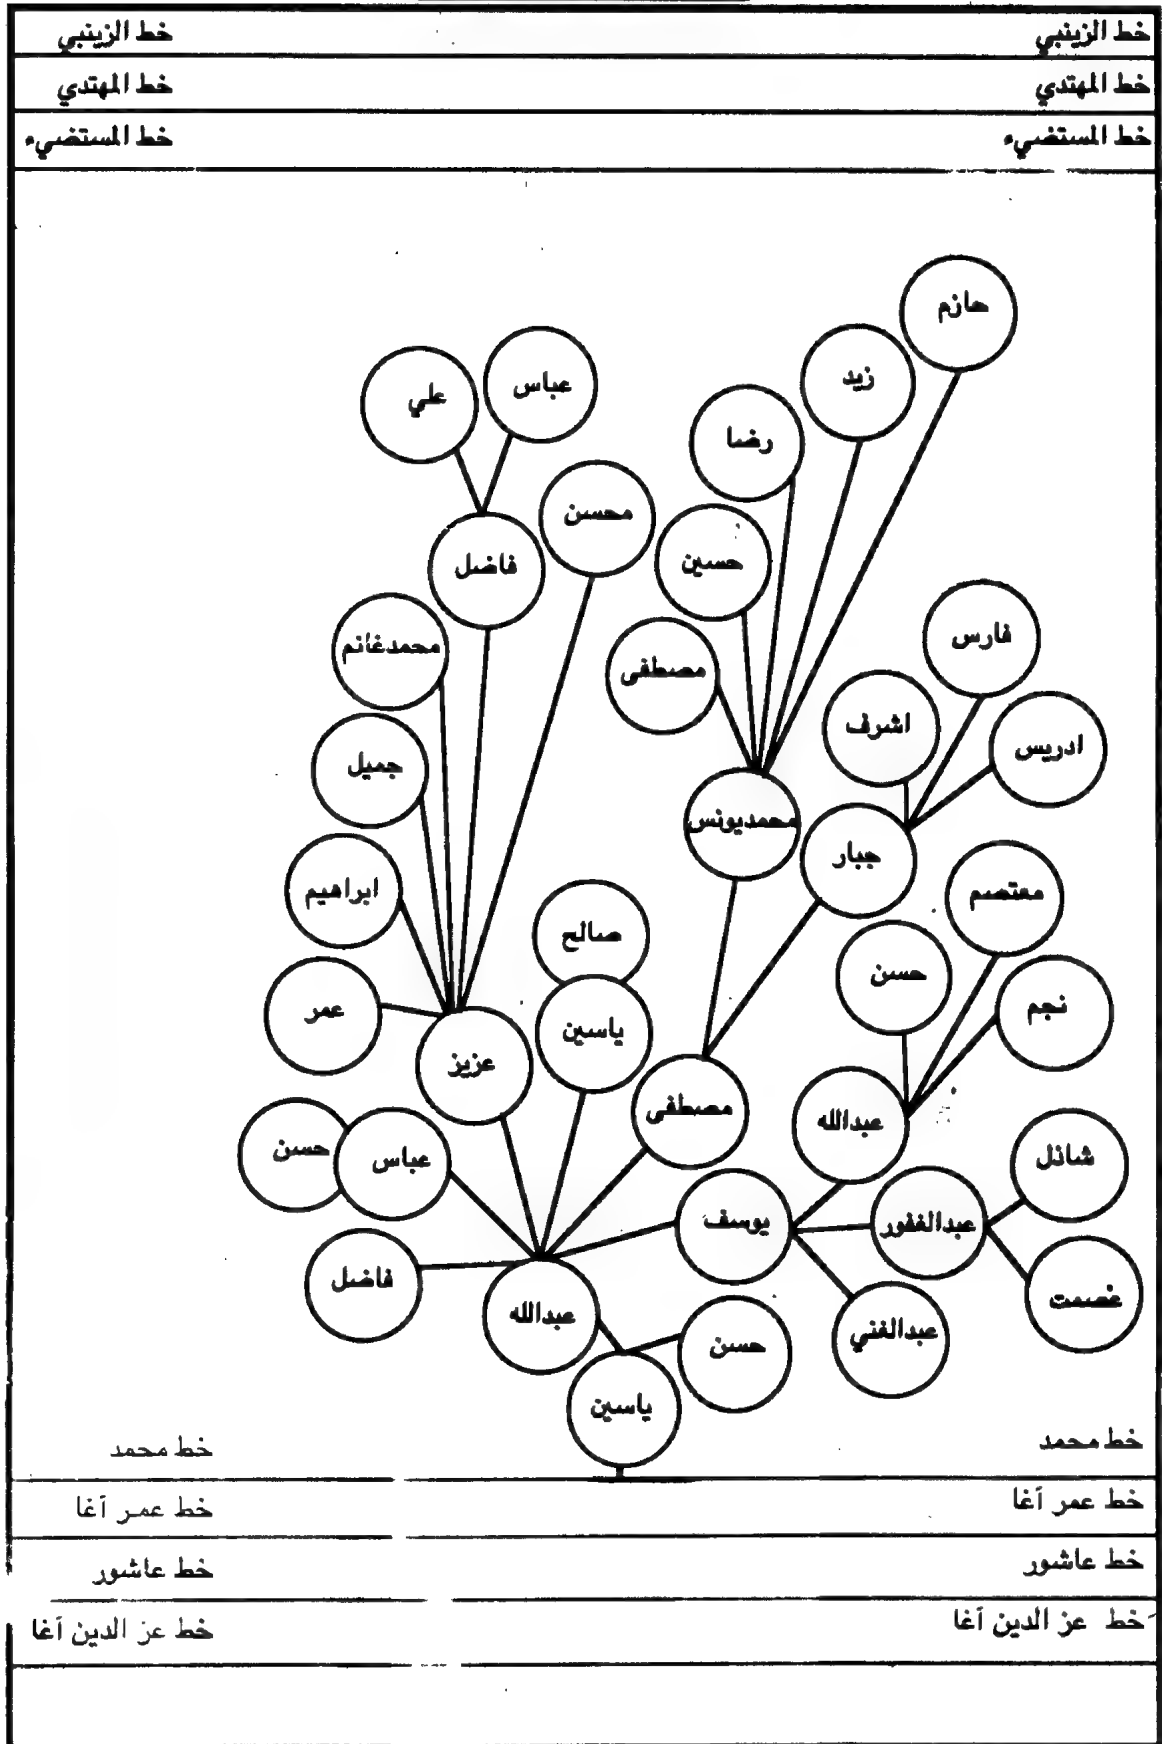 خط الزينبي خط الزينبي
خط المهتدي خط المهتدي
خط المستضيء خط المستضيء
حازم
زيد
عباس
علي
رضا
محسن
حسين
فاضل
فارس
محمدغانم
مصطفى
اشرف
ادريس
جميل
محمديونس
جبار
معتصم
ابراهيم
صالح
حسن
نجم
عمر
ياسين
عزيز
مصطفى
عبدالله
شائل
عباس
حسن
يوسف
عبدالغفور
فاضل
عصمت
عبدالله
عبدالغني
حسن
ياسين
خط محمد خط محمد
خط عمر آغا خط عمر آغا
خط عاشور خط عاشور
خط عز الدين آغا خط عز الدين آغا